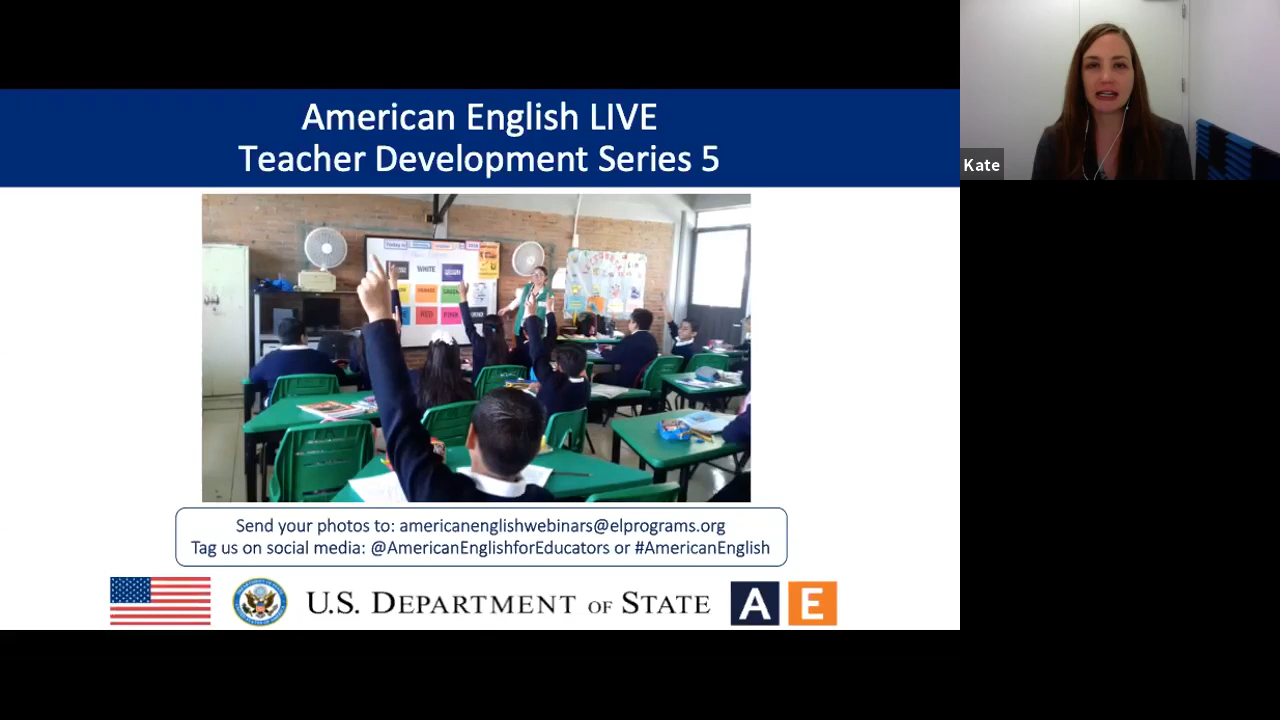 American English LIVE
Teacher Development Series 5
Kate
WHITE
ORANGE
GREEN
RED
PINK
Send your photos to: americanenglishwebinars@elprograms.org
Tag us on social media: @AmericanEnglishforEducators or #AmericanEnglish
U.S. DEPARTMENT OF STATE
A E